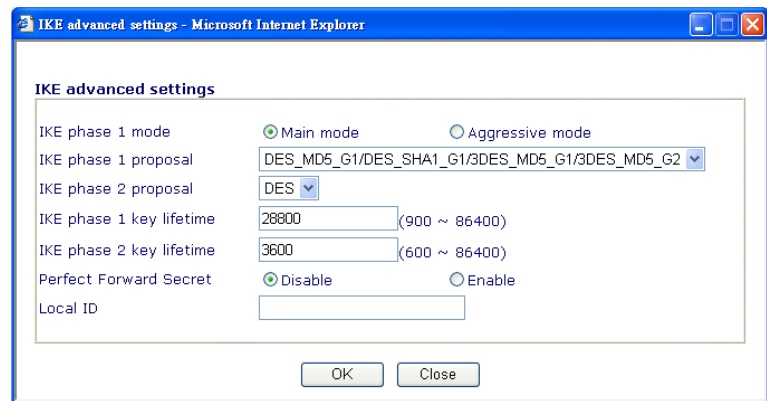 IKE advanced settings - Microsoft Internet Explorer
IKE advanced settings
IKE phase 1 mode Main mode Aggressive mode
IKE phase 1 proposal DES_MD5_G1/DES_SHA1_G1/3DES_MD5_G1/3DES_MD5_G2
IKE phase 2 proposal DES
IKE phase 1 key lifetime 28800 (900 ~ 86400)
IKE phase 2 key lifetime 3600 (600 ~ 86400)
Perfect Forward Secret Disable Enable
Local ID
OK Close